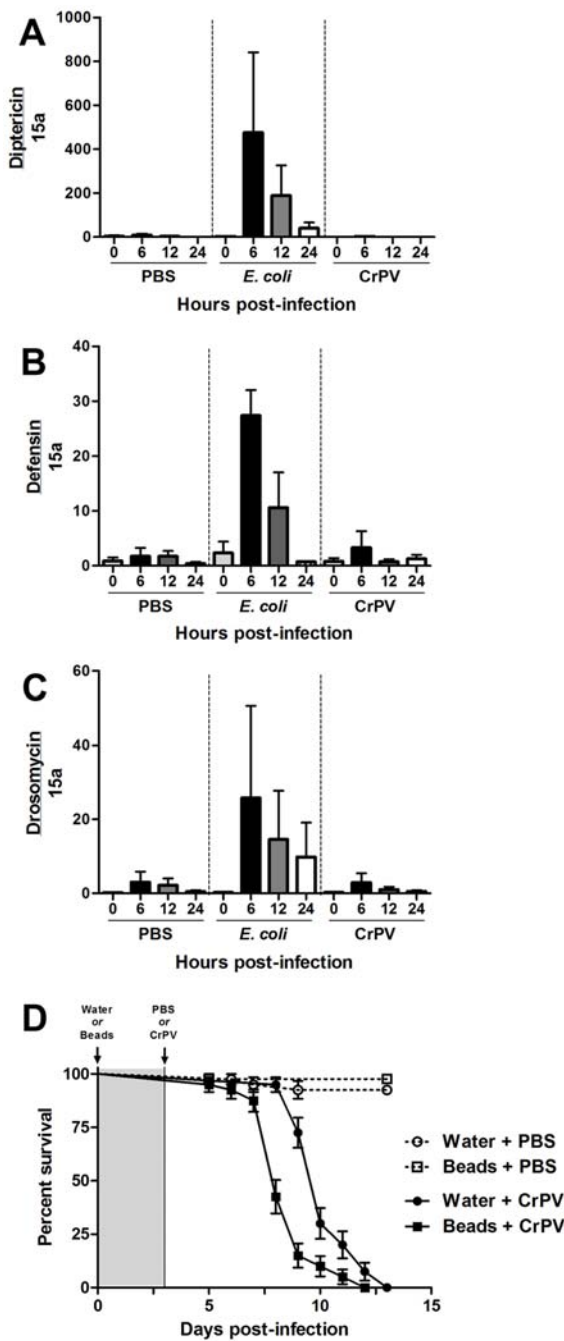 A
Diptericin
15a
1000
800
600
400
200
0
0 6 12 24 0 6 12 24 0 6 12 24
PBS E. coli CrPV
Hours post-infection
B
Defensin
15a
40
30
20
10
0
0 6 12 24 0 6 12 24 0 6 12 24
PBS E. coli CrPV
Hours post-infection
C
Drosomycin
15a
60
40
20
0
0 6 12 24 0 6 12 24 0 6 12 24
PBS E. coli CrPV
Hours post-infection
D
Water
or
Beads
PBS
or
CrPV
Percent survival
100
75
50
25
0
0 5 10 15
Days post-infection
Water + PBS
Beads + PBS
Water + CrPV
Beads + CrPV